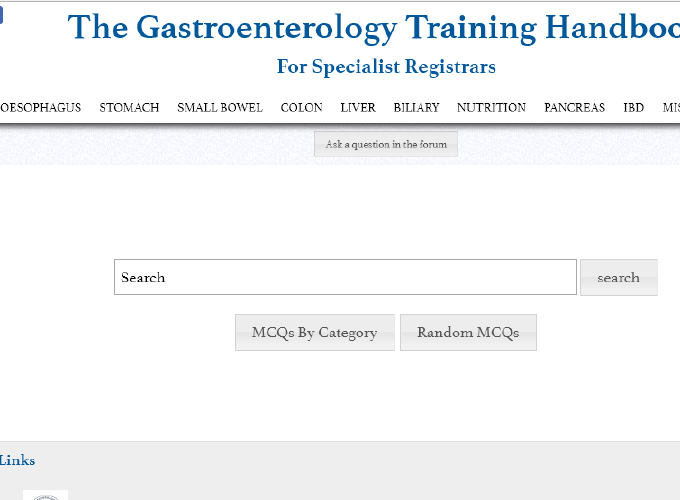 The Gastroenterology Training Handboo
For Specialist Registrars
OESOPHAGUS STOMACH SMALL BOWEL COLON LIVER BILIARY NUTRITION PANCREAS IBD MIS
Ask a question in the forum
Search search
MCQs By Category Random MCQs
Links